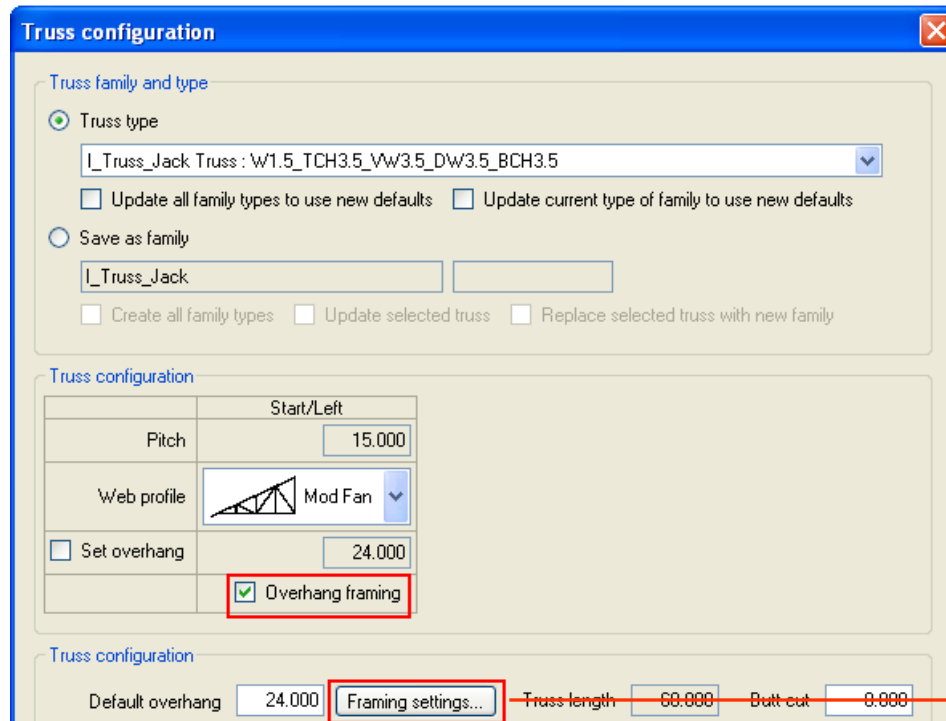 Truss configuration
Truss family and type
Truss type
I_Truss_Jack Truss : W1.5_TCH3.5_VW3.5_DW3.5_BCH3.5
Update all family types to use new defaults Update current type of family to use new defaults
Save as family
I_Truss_Jack
Create all family types Update selected truss Replace selected truss with new family
Truss configuration
Start/Left
Pitch 15.000
Web profile Mod Fan
Set overhang 24.000
Overhang framing
Truss configuration
Default overhang 24.000 Framing settings... Truss length 60.000 Butt cut 0.000